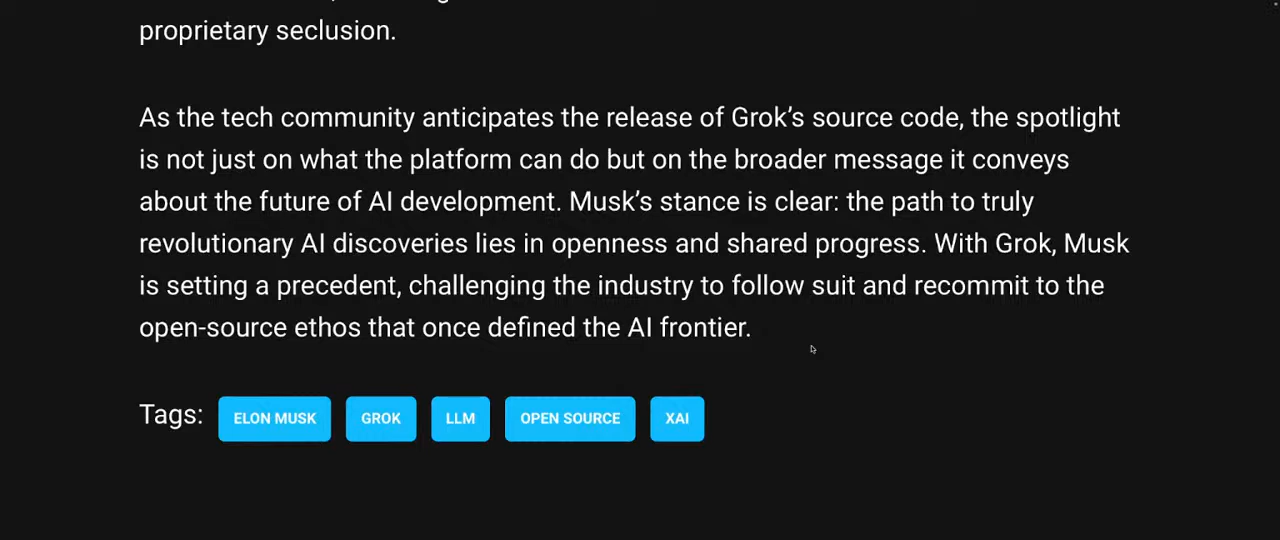 proprietary seclusion.
As the tech community anticipates the release of Grok’s source code, the spotlight
is not just on what the platform can do but on the broader message it conveys
about the future of AI development. Musk’s stance is clear: the path to truly
revolutionary AI discoveries lies in openness and shared progress. With Grok, Musk
is setting a precedent, challenging the industry to follow suit and recommit to the
open-source ethos that once defined the AI frontier.
Tags: ELON MUSK GROK LLM OPEN SOURCE XAI